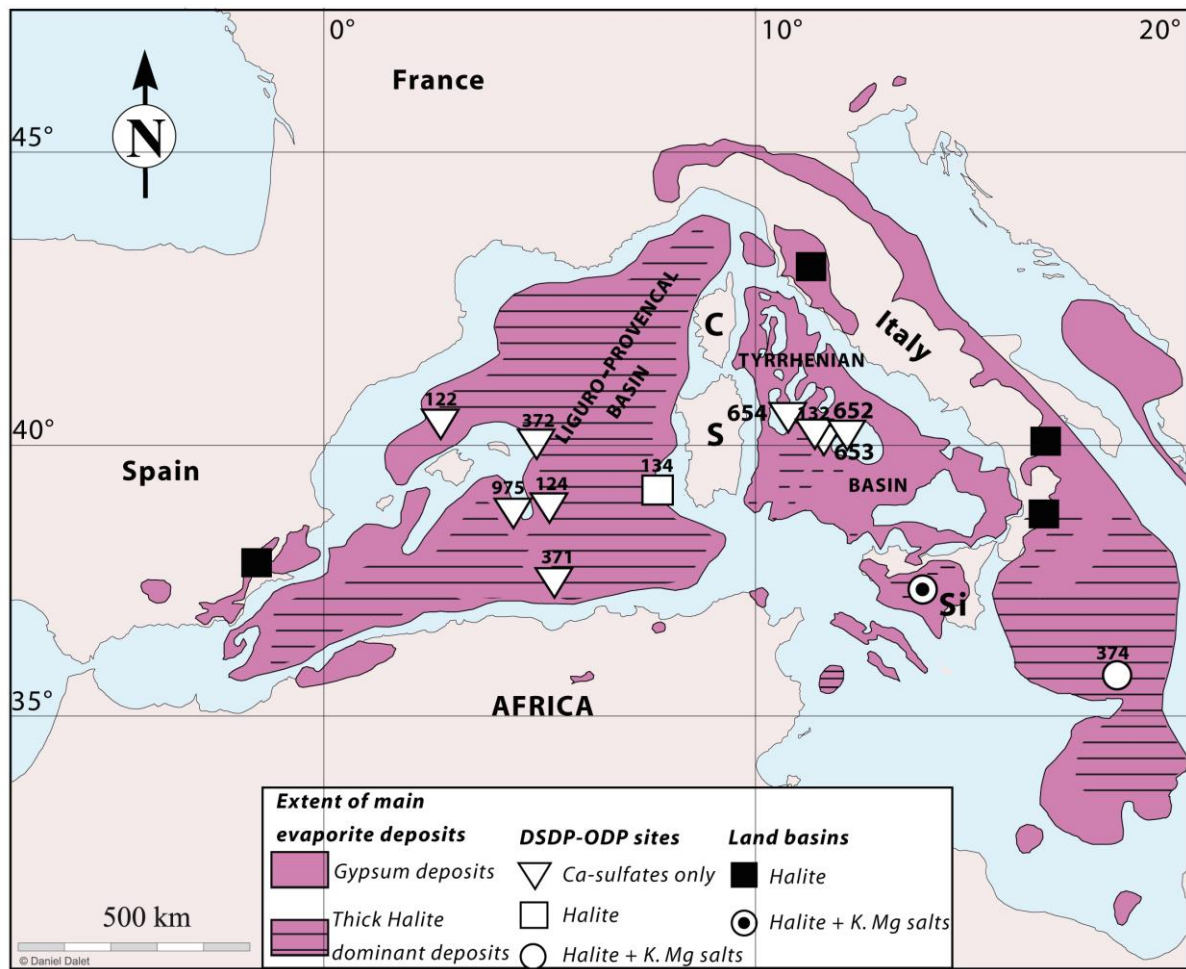 0°
10°
20°
France
N
45°
LIGURO-PROVENCAL
BASIN
C
Italy
TYRRHENIAN
122
40°
372
654
132
652
653
S
134
Spain
975
124
BASIN
371
Si
374
35°
AFRICA
Extent of main
evaporite deposits
Gypsum deposits
Thick Halite
dominant deposits
DSDP-ODP sites
Ca-sulfates only
Halite
Halite + K. Mg salts
Land basins
Halite
Halite + K. Mg salts
500 km
© Daniel Dalet